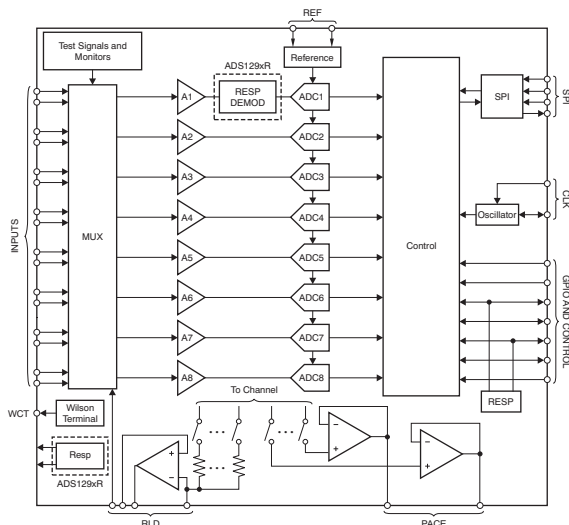 REF
Test Signals and
Monitors
ADS129xR
Reference
RESP
DEMOD
A1
ADC1
SPI
SPI
A2
ADC2
A3
ADC3
CLK
A4
ADC4
Oscillator
INPUTS
MUX
Control
A5
ADC5
A6
ADC6
GPIO AND CONTROL
A7
ADC7
A8
ADC8
RESP
To Channel
WCT
Wilson
Terminal
Resp
ADS129xR
RLD
PACE